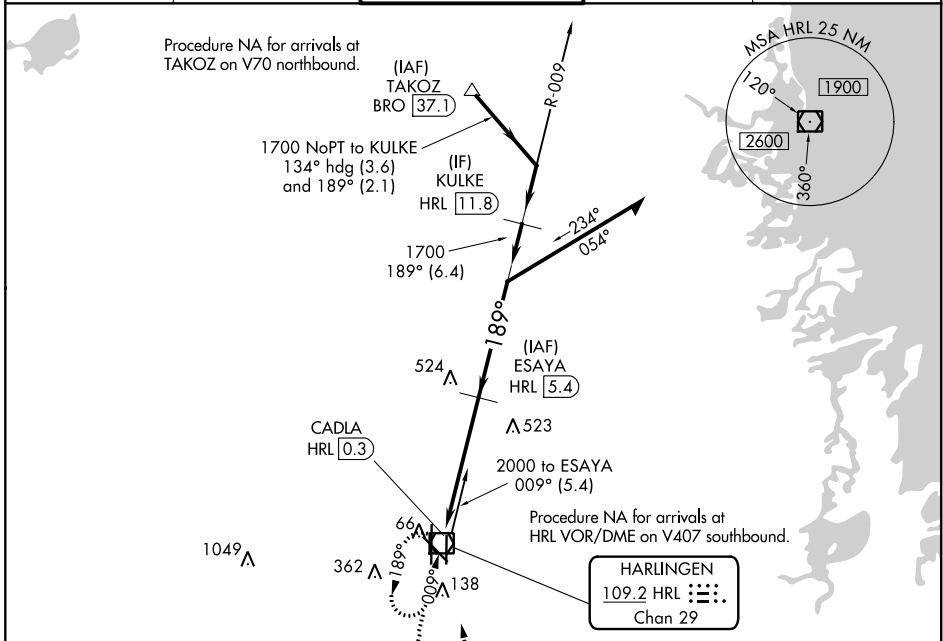 Procedure NA for arrivals at
TAKOZ on V70 northbound.
(IAF)
TAKOZ
BRO 37.1
R-009
MSA HRL 25 NM
120°
1900
2600
360°
1700 NoPT to KULKE
134° hdg (3.6)
and 189° (2.1)
(IF)
KULKE
HRL 11.8
234°
054°
1700
189° (6.4)
189°
(IAF)
ESAYA
HRL 5.4
524
523
CADLA
HRL 0.3
2000 to ESAYA
009° (5.4)
Procedure NA for arrivals at
HRL VOR/DME on V407 southbound.
66
1049
362
189°
009°
138
HARLINGEN
109.2 HRL
Chan 29